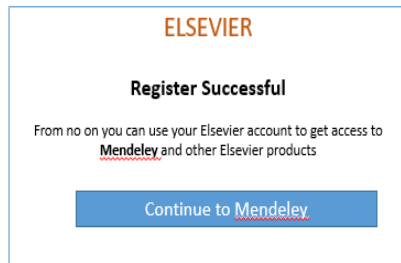 ELSEVIER
Register Successful
From no on you can use your Elsevier account to get access to
Mendeley and other Elsevier products
Continue to Mendeley